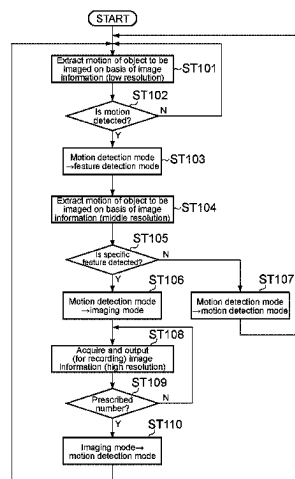 START
Extract motion of object to be
imaged on basis of image
information (low resolution)
ST101
ST102
Is motion
detected?
N
Y
Motion detection mode
→feature detection mode
ST103
Extract motion of object to be
imaged on basis of image
information (middle resolution)
ST104
ST105
Is specific
feature detected?
N
Y
ST106
Motion detection mode
→imaging mode
ST107
Motion detection mode
→motion detection mode
ST108
Acquire and output
(for recording) image
information (high resolution)
ST109
Prescribed
number?
N
Y
ST110
Imaging mode→
motion detection mode